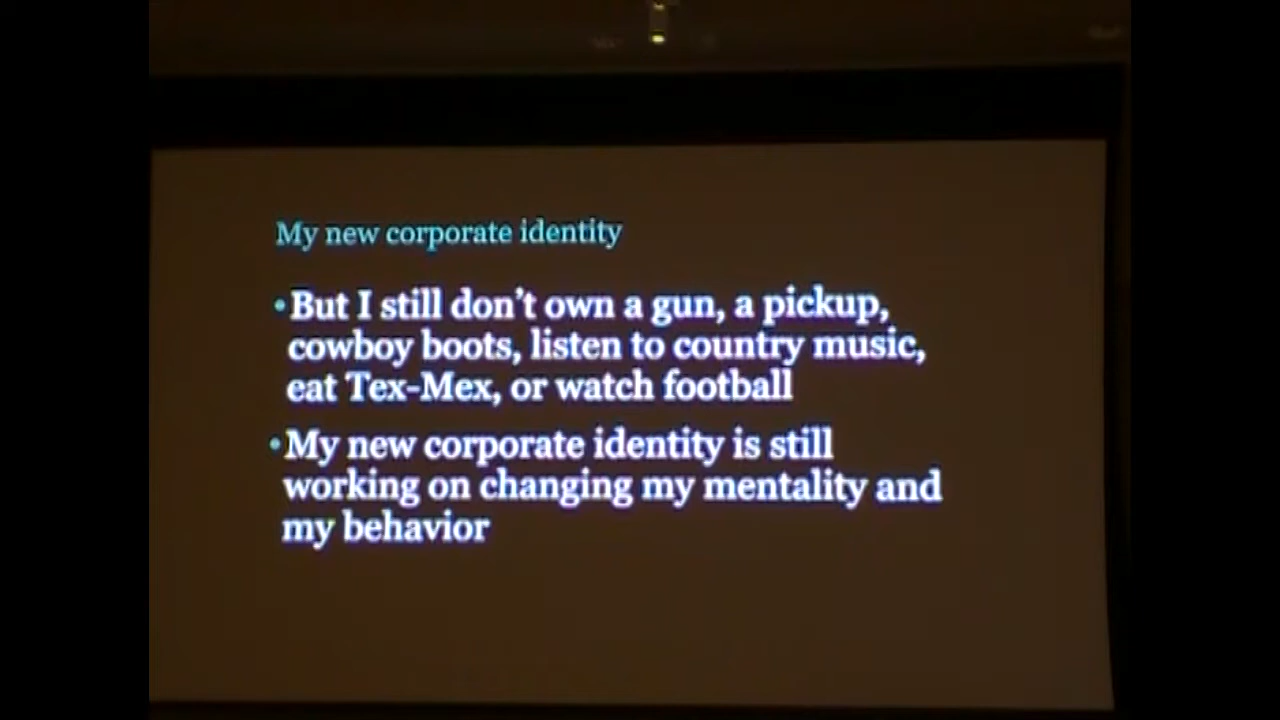 My new corporate identity
•But I still don’t own a gun, a pickup,
cowboy boots, listen to country music,
eat Tex-Mex, or watch football
•My new corporate identity is still
working on changing my mentality and
my behavior